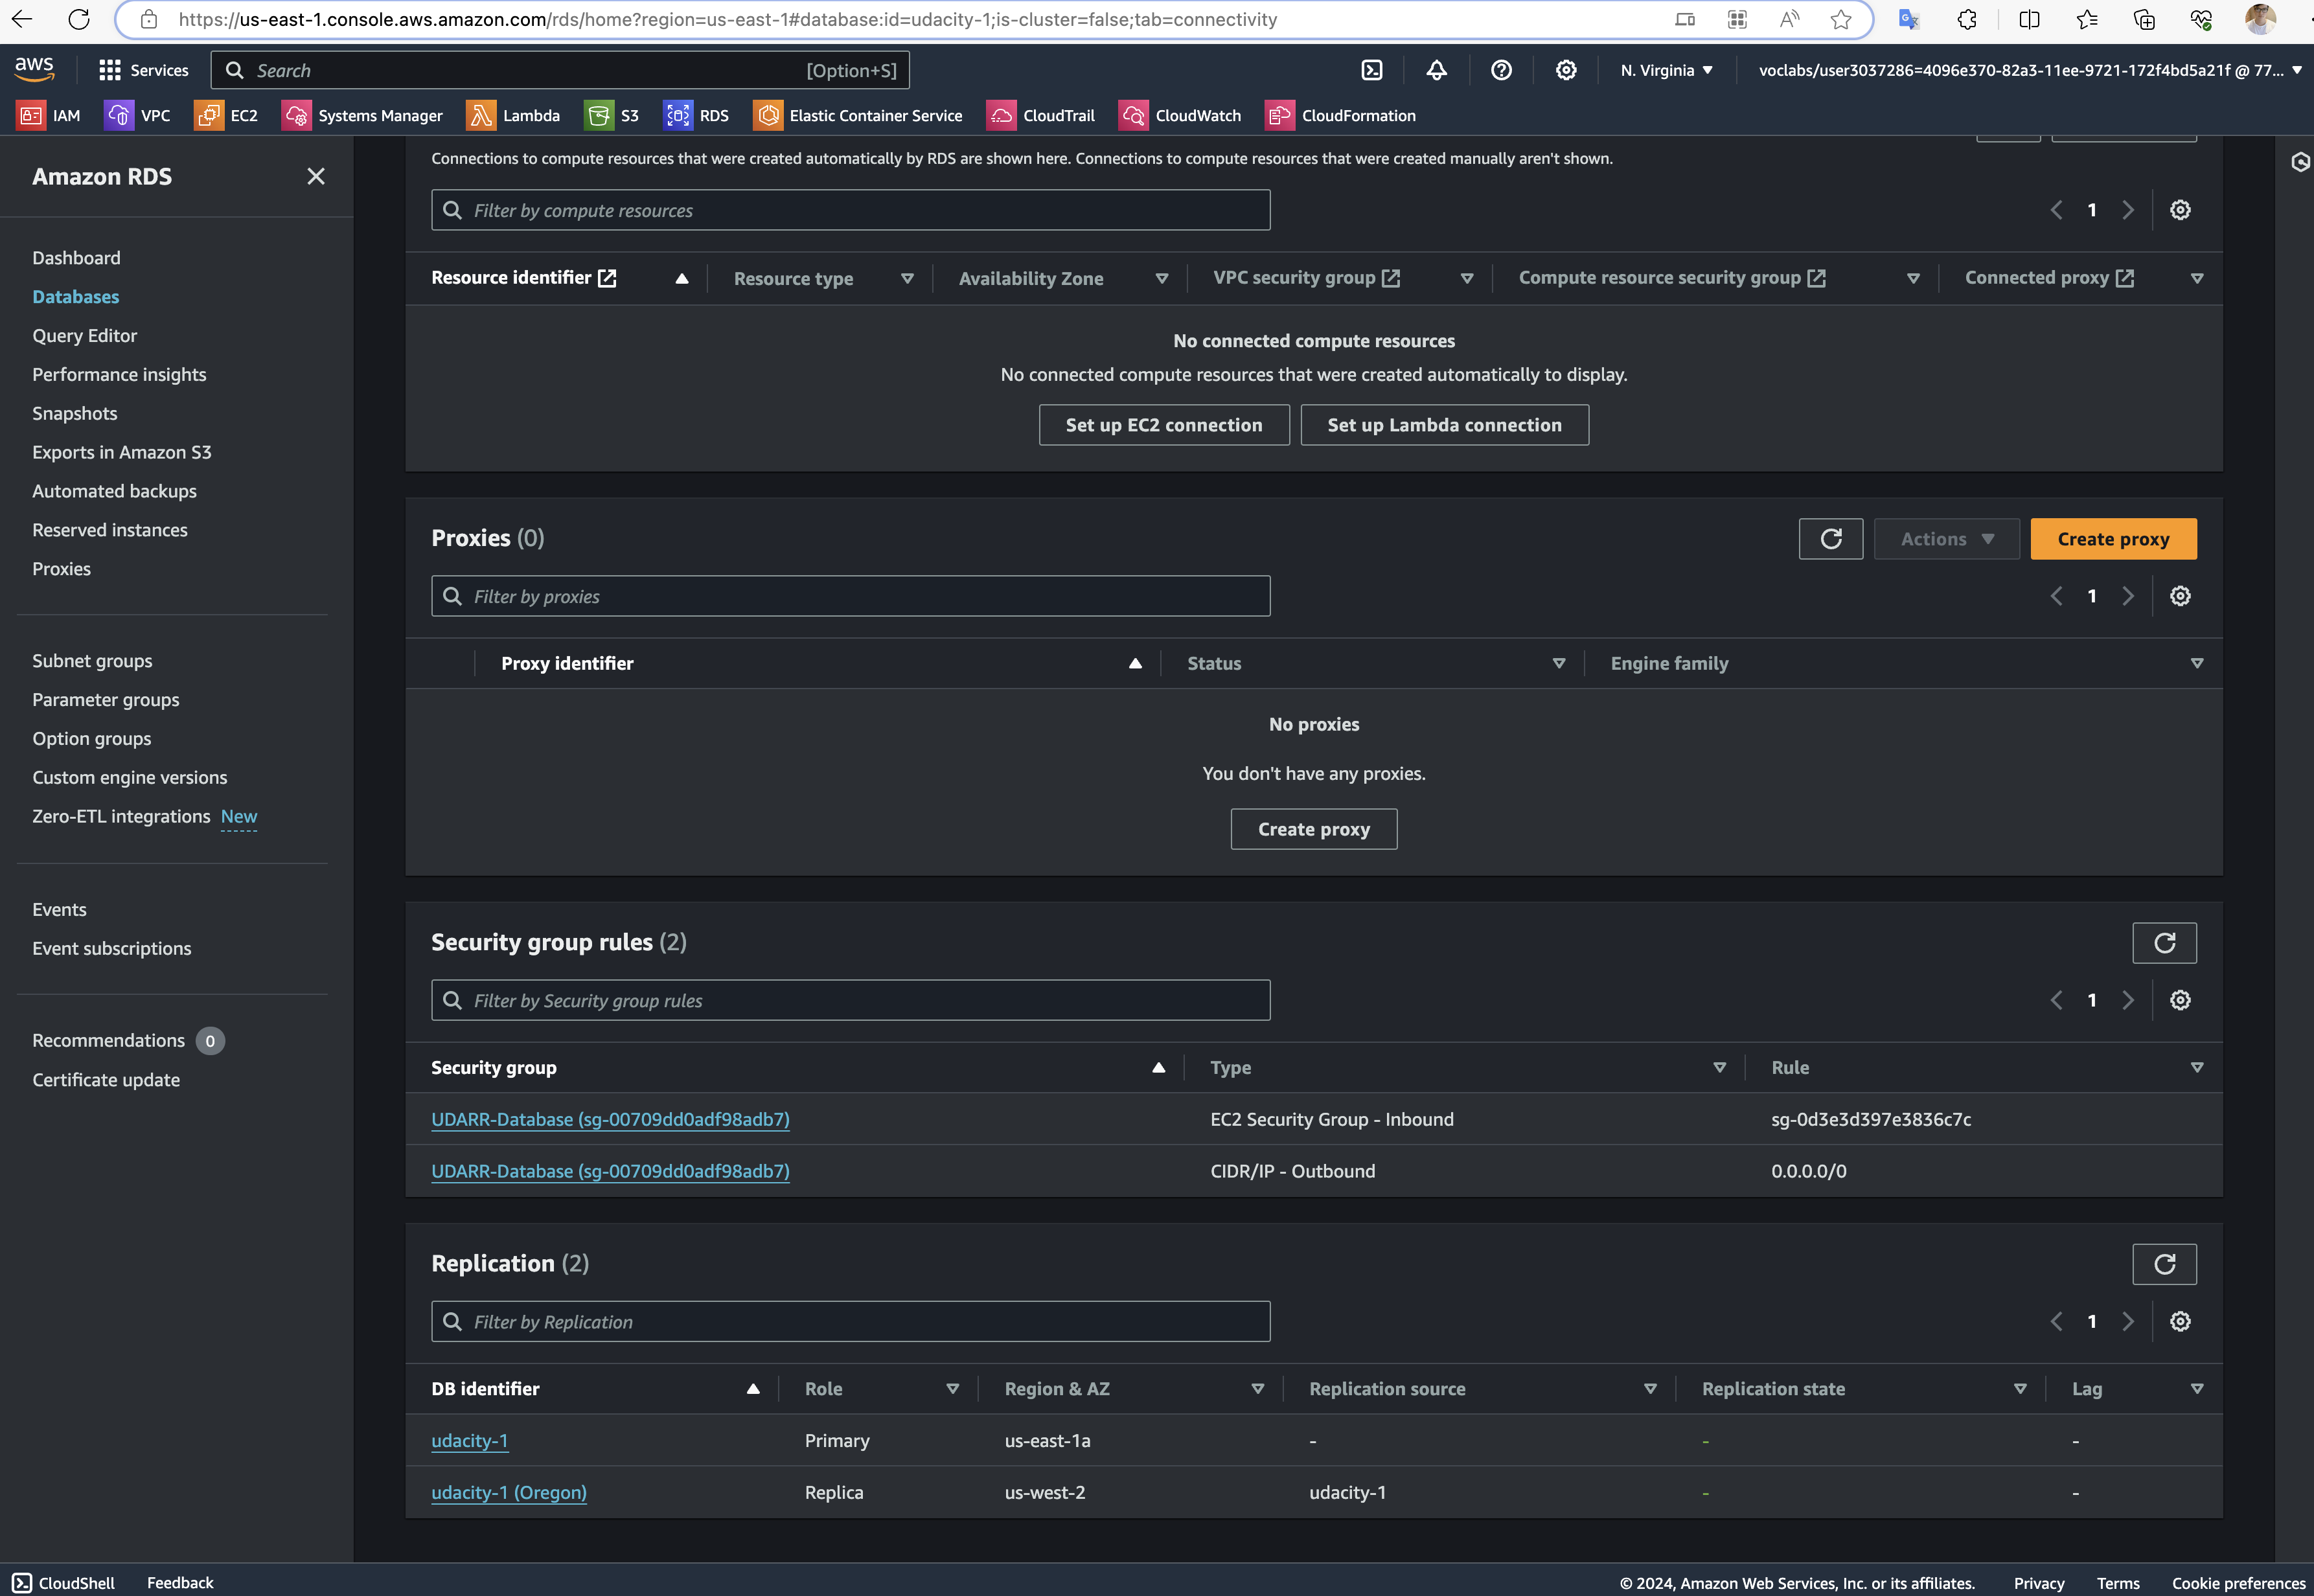 https://us-east-1.console.aws.amazon.com/rds/home?region=us-east-1#database:id=udacity-1;is-cluster=false;tab=connectivity
aws Services Search [Option+S] N. Virginia voclabs/user3037286=4096e370-82a3-11ee-9721-172f4bd5a21f @ 77...
IAM VPC EC2 Systems Manager Lambda S3 RDS Elastic Container Service CloudTrail CloudWatch CloudFormation
Amazon RDS
Dashboard
Databases
Query Editor
Performance insights
Snapshots
Exports in Amazon S3
Automated backups
Reserved instances
Proxies
Subnet groups
Parameter groups
Option groups
Custom engine versions
Zero-ETL integrations New
Events
Event subscriptions
Recommendations 0
Certificate update
Connections to compute resources that were created automatically by RDS are shown here. Connections to compute resources that were created manually aren't shown.
Filter by compute resources 1
Resource identifier Resource type Availability Zone VPC security group Compute resource security group Connected proxy
No connected compute resources
No connected compute resources that were created automatically to display.
Set up EC2 connection Set up Lambda connection
Proxies (0) Actions Create proxy
Filter by proxies 1
Proxy identifier Status Engine family
No proxies
You don't have any proxies.
Create proxy
Security group rules (2)
Filter by Security group rules 1
Security group Type Rule
UDARR-Database (sg-00709dd0adf98adb7) EC2 Security Group - Inbound sg-0d3e3d397e3836c7c
UDARR-Database (sg-00709dd0adf98adb7) CIDR/IP - Outbound 0.0.0.0/0
Replication (2)
Filter by Replication 1
DB identifier Role Region & AZ Replication source Replication state Lag
udacity-1 Primary us-east-1a - - -
udacity-1 (Oregon) Replica us-west-2 udacity-1 - -
CloudShell Feedback © 2024, Amazon Web Services, Inc. or its affiliates. Privacy Terms Cookie preferences